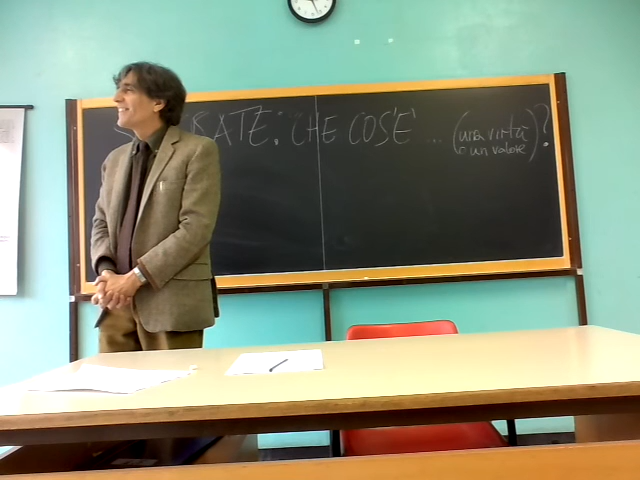 S RATE: "CHE COS'È ... (una virtù
o un valore)?